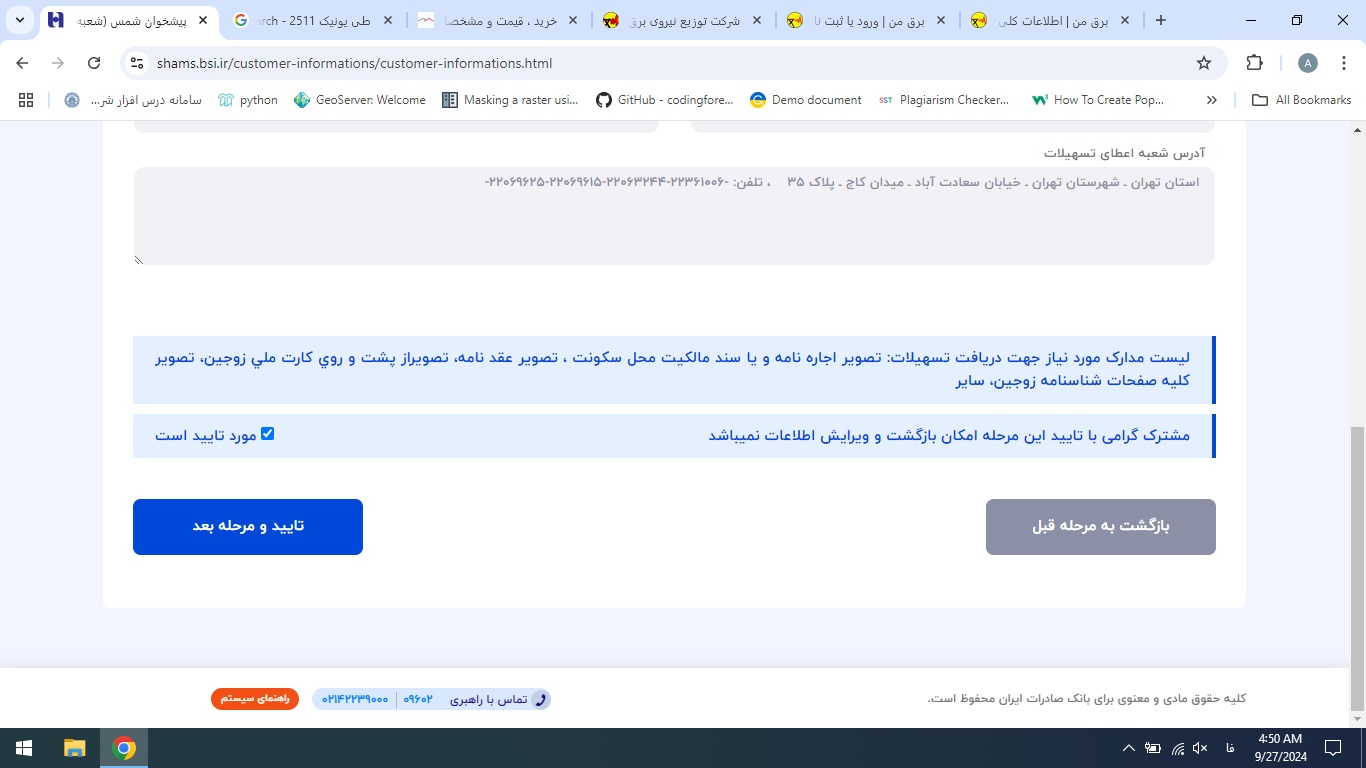 پیشخوان شمس (شعبه
طی یونیک 2511 - arch
خرید ، قیمت و مشخصا
شرکت توزیع نیروی برق
برق من | ورود یا ثبت نا
برق من | اطلاعات کلی
shams.bsi.ir/customer-informations/customer-informations.html
A
سامانه درس افزار شر...
python
GeoServer: Welcome
Masking a raster usi...
GitHub - codingfore...
Demo document
SST
Plagiarism Checker...
How To Create Pop...
All Bookmarks
آدرس شعبه اعطای تسهیلات
استان تهران ـ شهرستان تهران ـ خیابان سعادت آباد ـ میدان کاج ـ پلاک ۳۵ ، تلفن: -۲۲۳۶۱۰۰۶-۲۲۰۶۳۲۴۴-۲۲۰۶۹۶۱۵-۲۲۰۶۹۶۲۵-
لیست مدارک مورد نیاز جهت دریافت تسهیلات: تصویر اجاره نامه و یا سند مالکیت محل سکونت ، تصویر عقد نامه، تصویراز پشت و روي کارت ملي زوجین، تصویر
کلیه صفحات شناسنامه زوجین، سایر
مشترک گرامی با تایید این مرحله امکان بازگشت و ویرایش اطلاعات نمیباشد
مورد تایید است
بازگشت به مرحله قبل
تایید و مرحله بعد
کلیه حقوق مادی و معنوی برای بانک صادرات ایران محفوظ است.
تماس با راهبری
۰۹۶۰۲
۰۲۱۴۲۲۳۹۰۰۰
راهنمای سیستم
فا
4:50 AM
9/27/2024